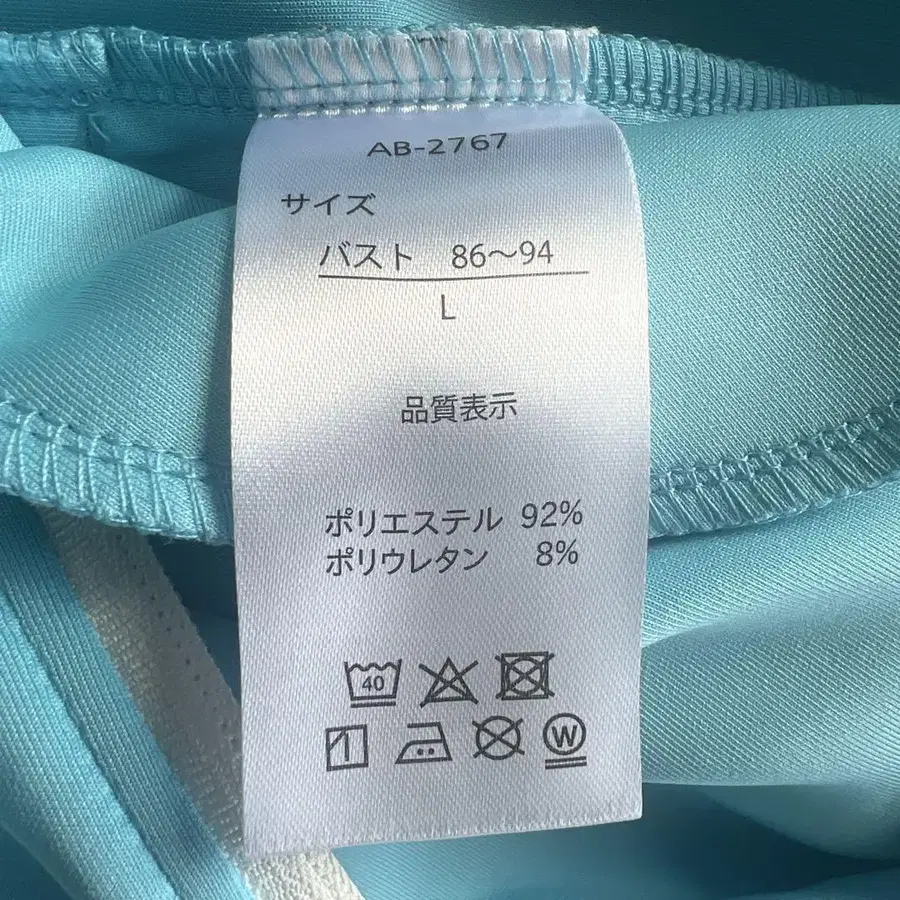 AB-2767
サイズ
バスト 86～94
L
品質表示
ポリエステル 92%
ポリウレタン 8%
40
W